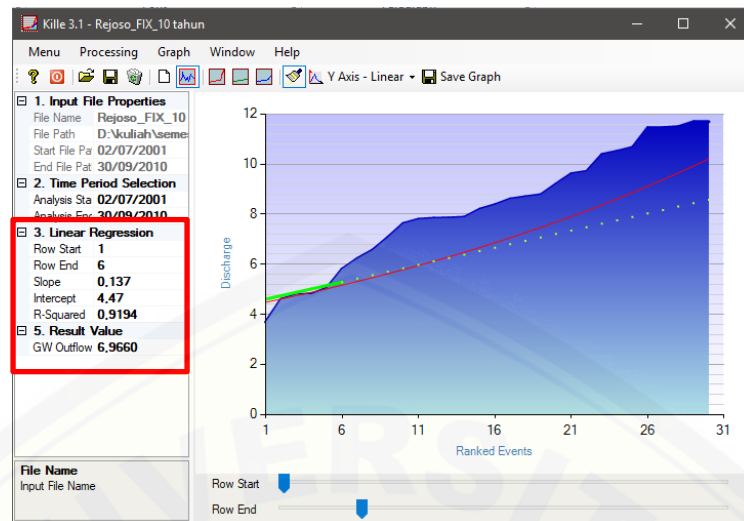 Kille 3.1 - Rejoso_FIX_10 tahun
Menu Processing Graph Window Help
Y Axis - Linear Save Graph
1. Input File Properties
File Name Rejoso_FIX_10
File Path D:\kuliah\seme
Start File Pa 02/07/2001
End File Pat 30/09/2010
2. Time Period Selection
Analysis Sta 02/07/2001
Analysis Enc 30/09/2010
3. Linear Regression
Row Start 1
Row End 6
Slope 0,137
Intercept 4,47
R-Squared 0,9194
5. Result Value
GW Outflow 6,9660
File Name
Input File Name
12
10
8
6
4
2
0
Discharge
1 6 11 16 21 26 31
Ranked Events
Row Start
Row End